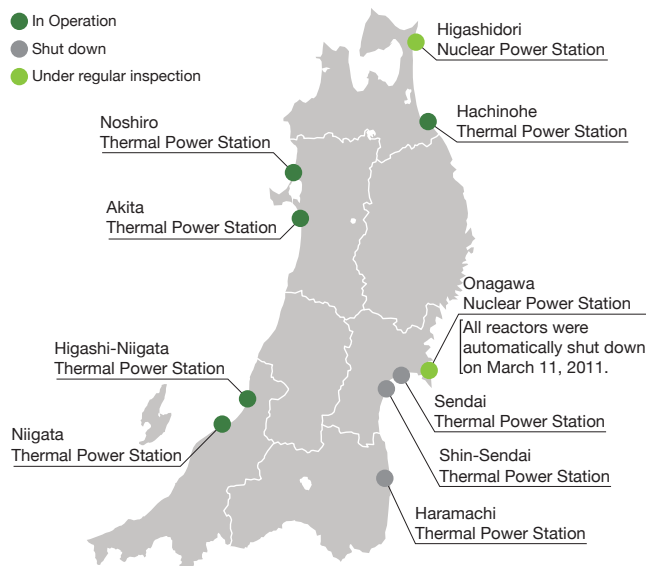 In Operation
Shut down
Under regular inspection
Higashidori
Nuclear Power Station
Hachinohe
Thermal Power Station
Noshiro
Thermal Power Station
Akita
Thermal Power Station
Onagawa
Nuclear Power Station
All reactors were
automatically shut down
on March 11, 2011.
Higashi-Niigata
Thermal Power Station
Sendai
Thermal Power Station
Niigata
Thermal Power Station
Shin-Sendai
Thermal Power Station
Haramachi
Thermal Power Station